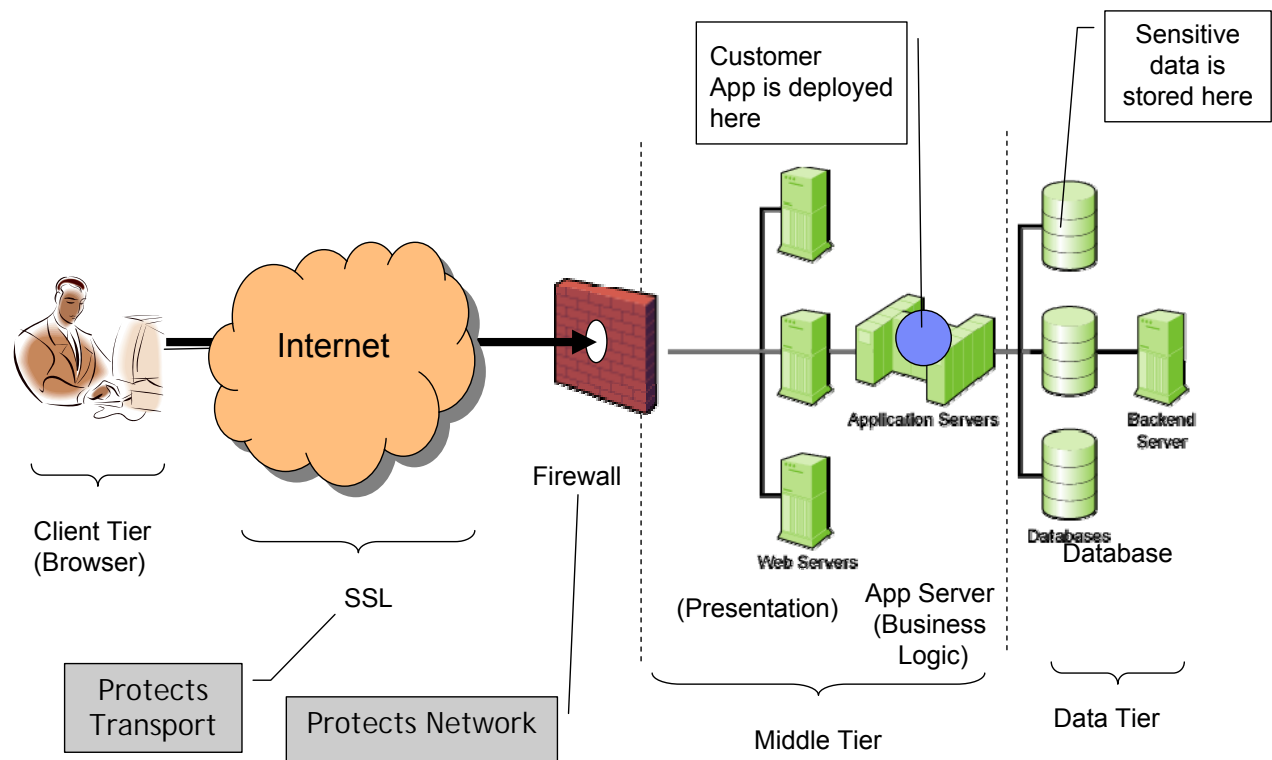 Customer
App is deployed
here
Sensitive
data is
stored here
Internet
Application Servers
Backend
Server
Firewall
Client Tier
(Browser)
Databases
Database
Web Servers
SSL
(Presentation)
App Server
(Business
Logic)
Protects
Transport
Protects Network
Middle Tier
Data Tier